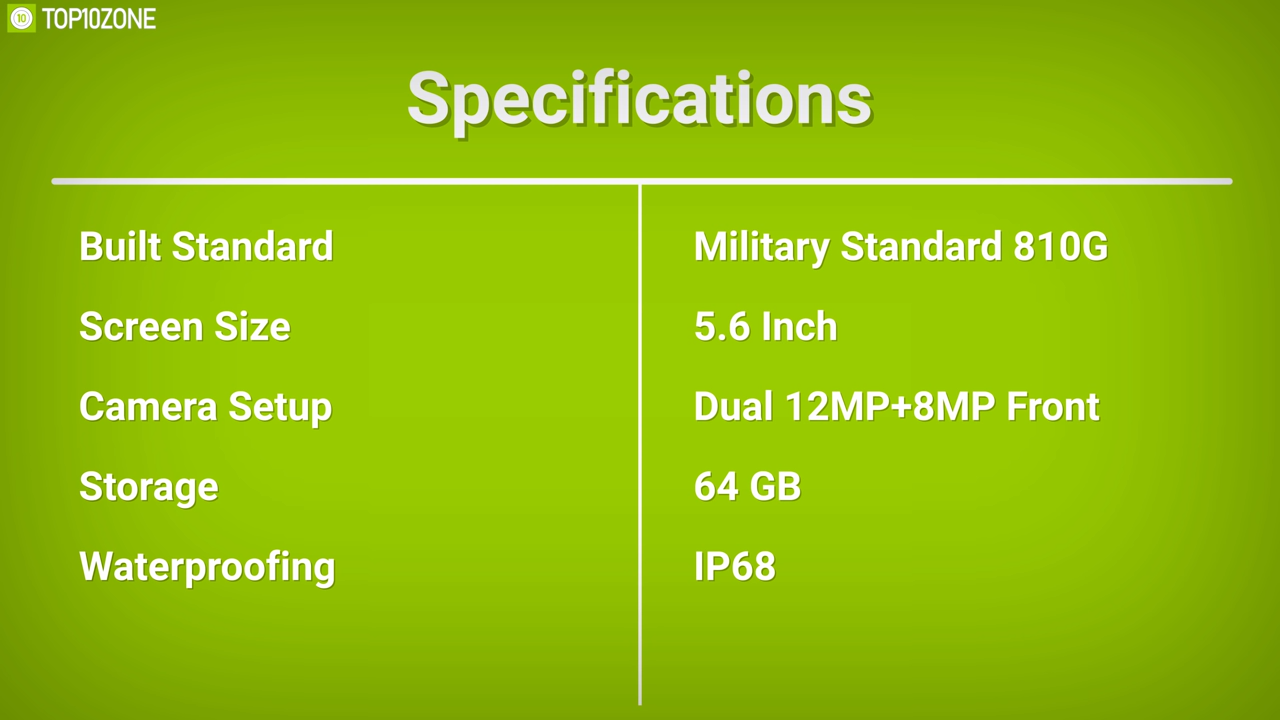 10 TOP10ZONE
Specifications
Built Standard Military Standard 810G
Screen Size 5.6 Inch
Camera Setup Dual 12MP+8MP Front
Storage 64 GB
Waterproofing IP68